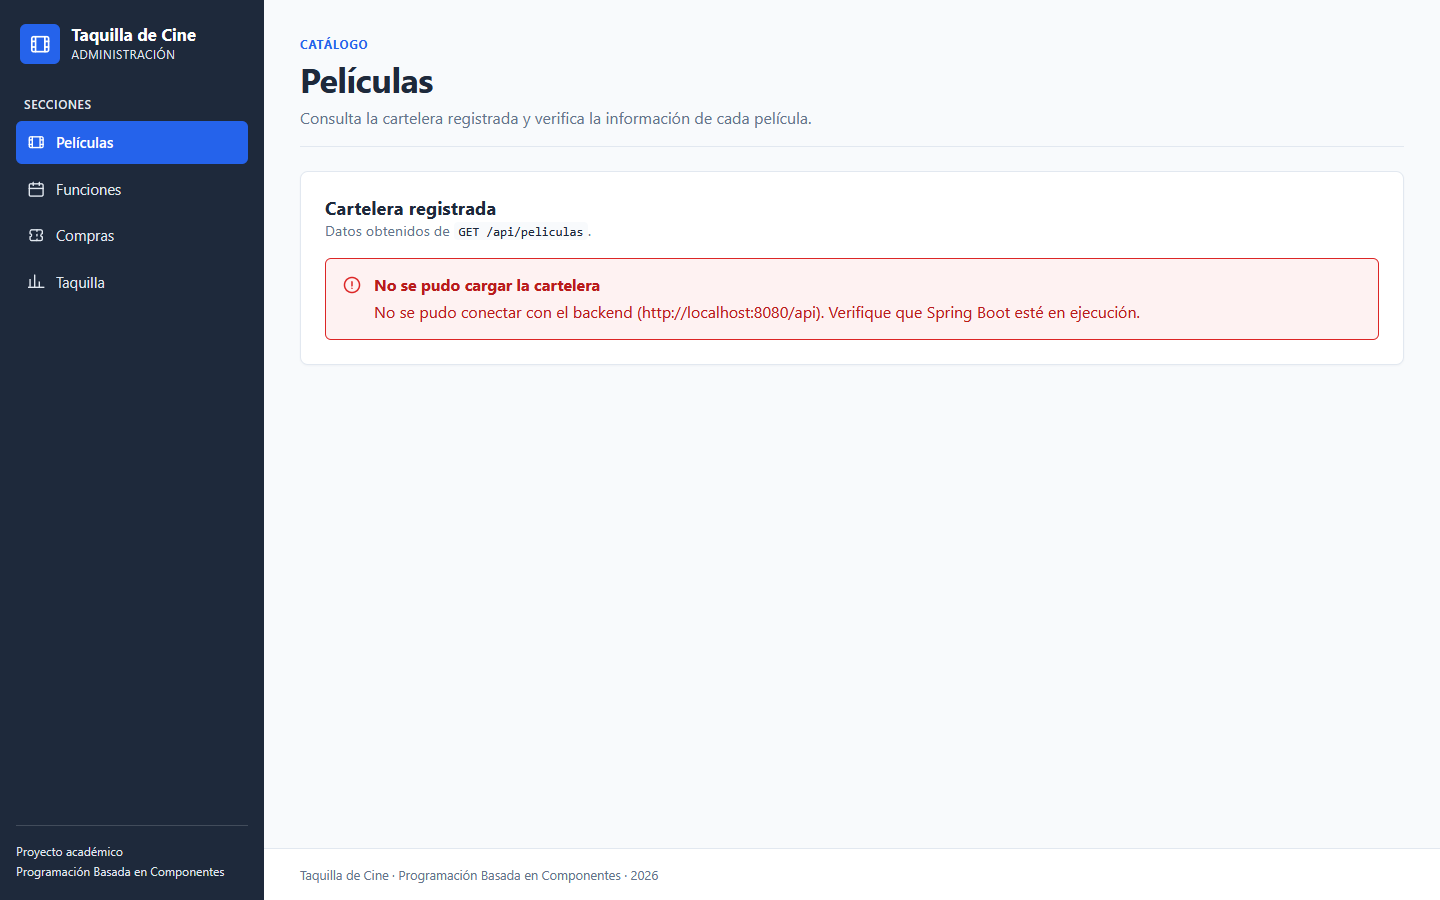 Taquilla de Cine
ADMINISTRACIÓN
SECCIONES
Películas
Funciones
Compras
Taquilla
Proyecto académico
Programación Basada en Componentes
CATÁLOGO
Películas
Consulta la cartelera registrada y verifica la información de cada película.
Cartelera registrada
Datos obtenidos de GET /api/peliculas.
No se pudo cargar la cartelera
No se pudo conectar con el backend (http://localhost:8080/api). Verifique que Spring Boot esté en ejecución.
Taquilla de Cine · Programación Basada en Componentes · 2026